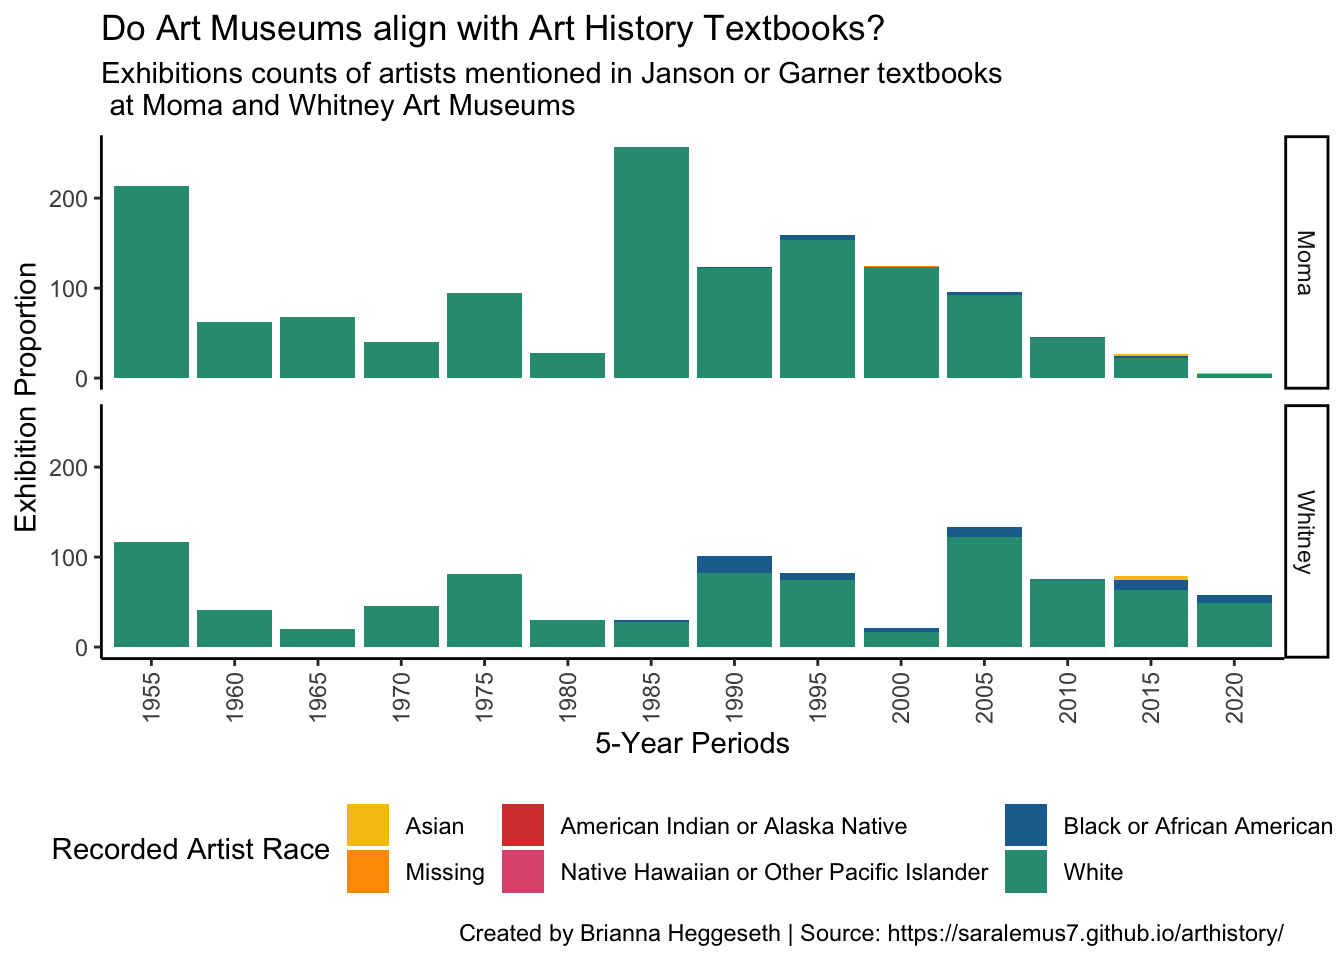 Do Art Museums align with Art History Textbooks?
Exhibitions counts of artists mentioned in Janson or Garner textbooks
at Moma and Whitney Art Museums
Exhibition Proportion
200
100
0
Moma
200
100
0
Whitney
1955 1960 1965 1970 1975 1980 1985 1990 1995 2000 2005 2010 2015 2020
5-Year Periods
Recorded Artist Race
Asian American Indian or Alaska Native Black or African American
Missing Native Hawaiian or Other Pacific Islander White
Created by Brianna Heggeseth | Source: https://saralemus7.github.io/arthistory/